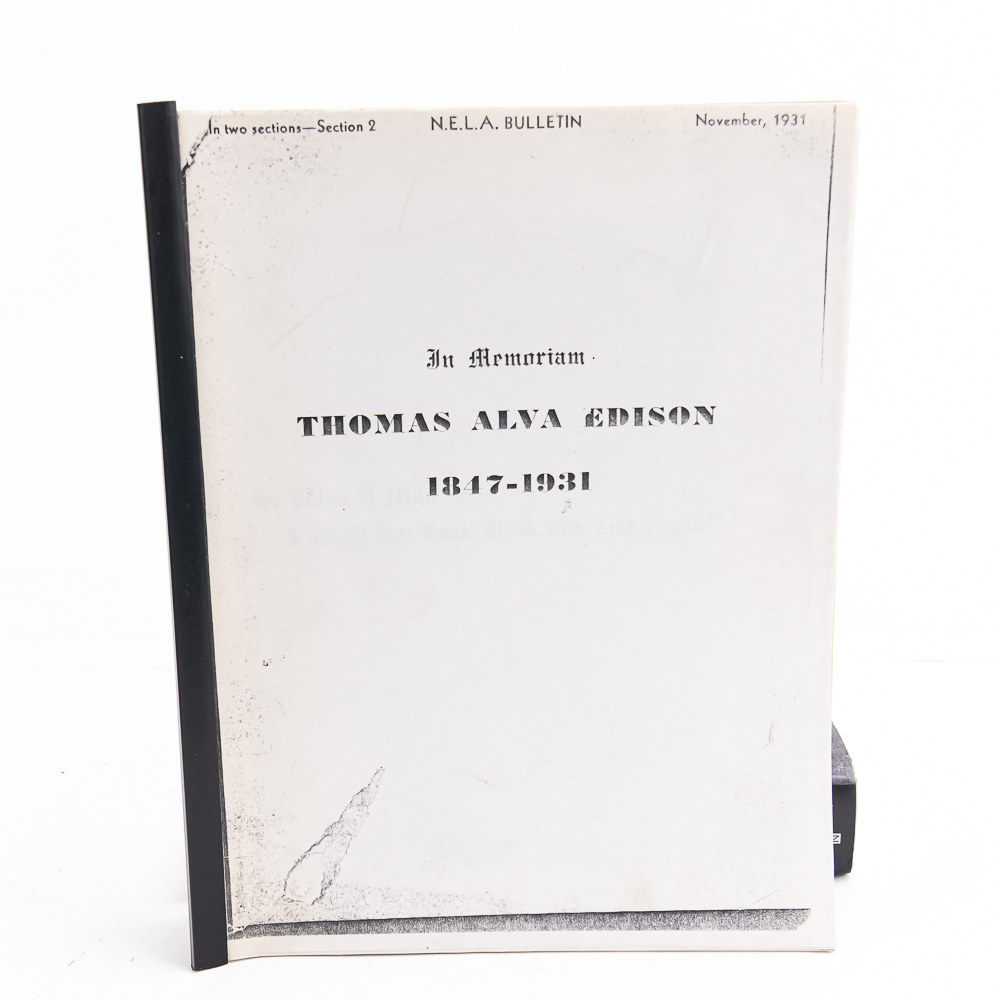 In two sections—Section 2 N.E.L.A. BULLETIN November, 1931
In Memoriam
THOMAS ALVA EDISON
1847-1931